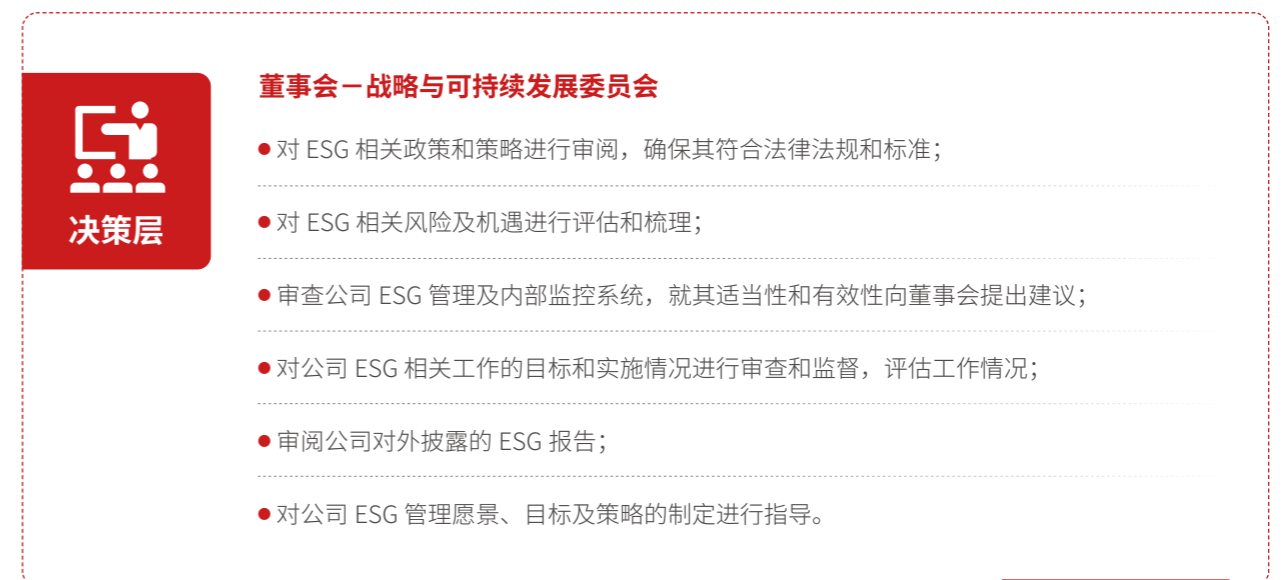 董事会－战略与可持续发展委员会
● 对 ESG 相关政策和策略进行审阅，确保其符合法律法规和标准；
● 对 ESG 相关风险及机遇进行评估和梳理；
决策层
● 审查公司 ESG 管理及内部监控系统，就其适当性和有效性向董事会提出建议；
● 对公司 ESG 相关工作的目标和实施情况进行审查和监督，评估工作情况；
● 审阅公司对外披露的 ESG 报告；
● 对公司 ESG 管理愿景、目标及策略的制定进行指导。